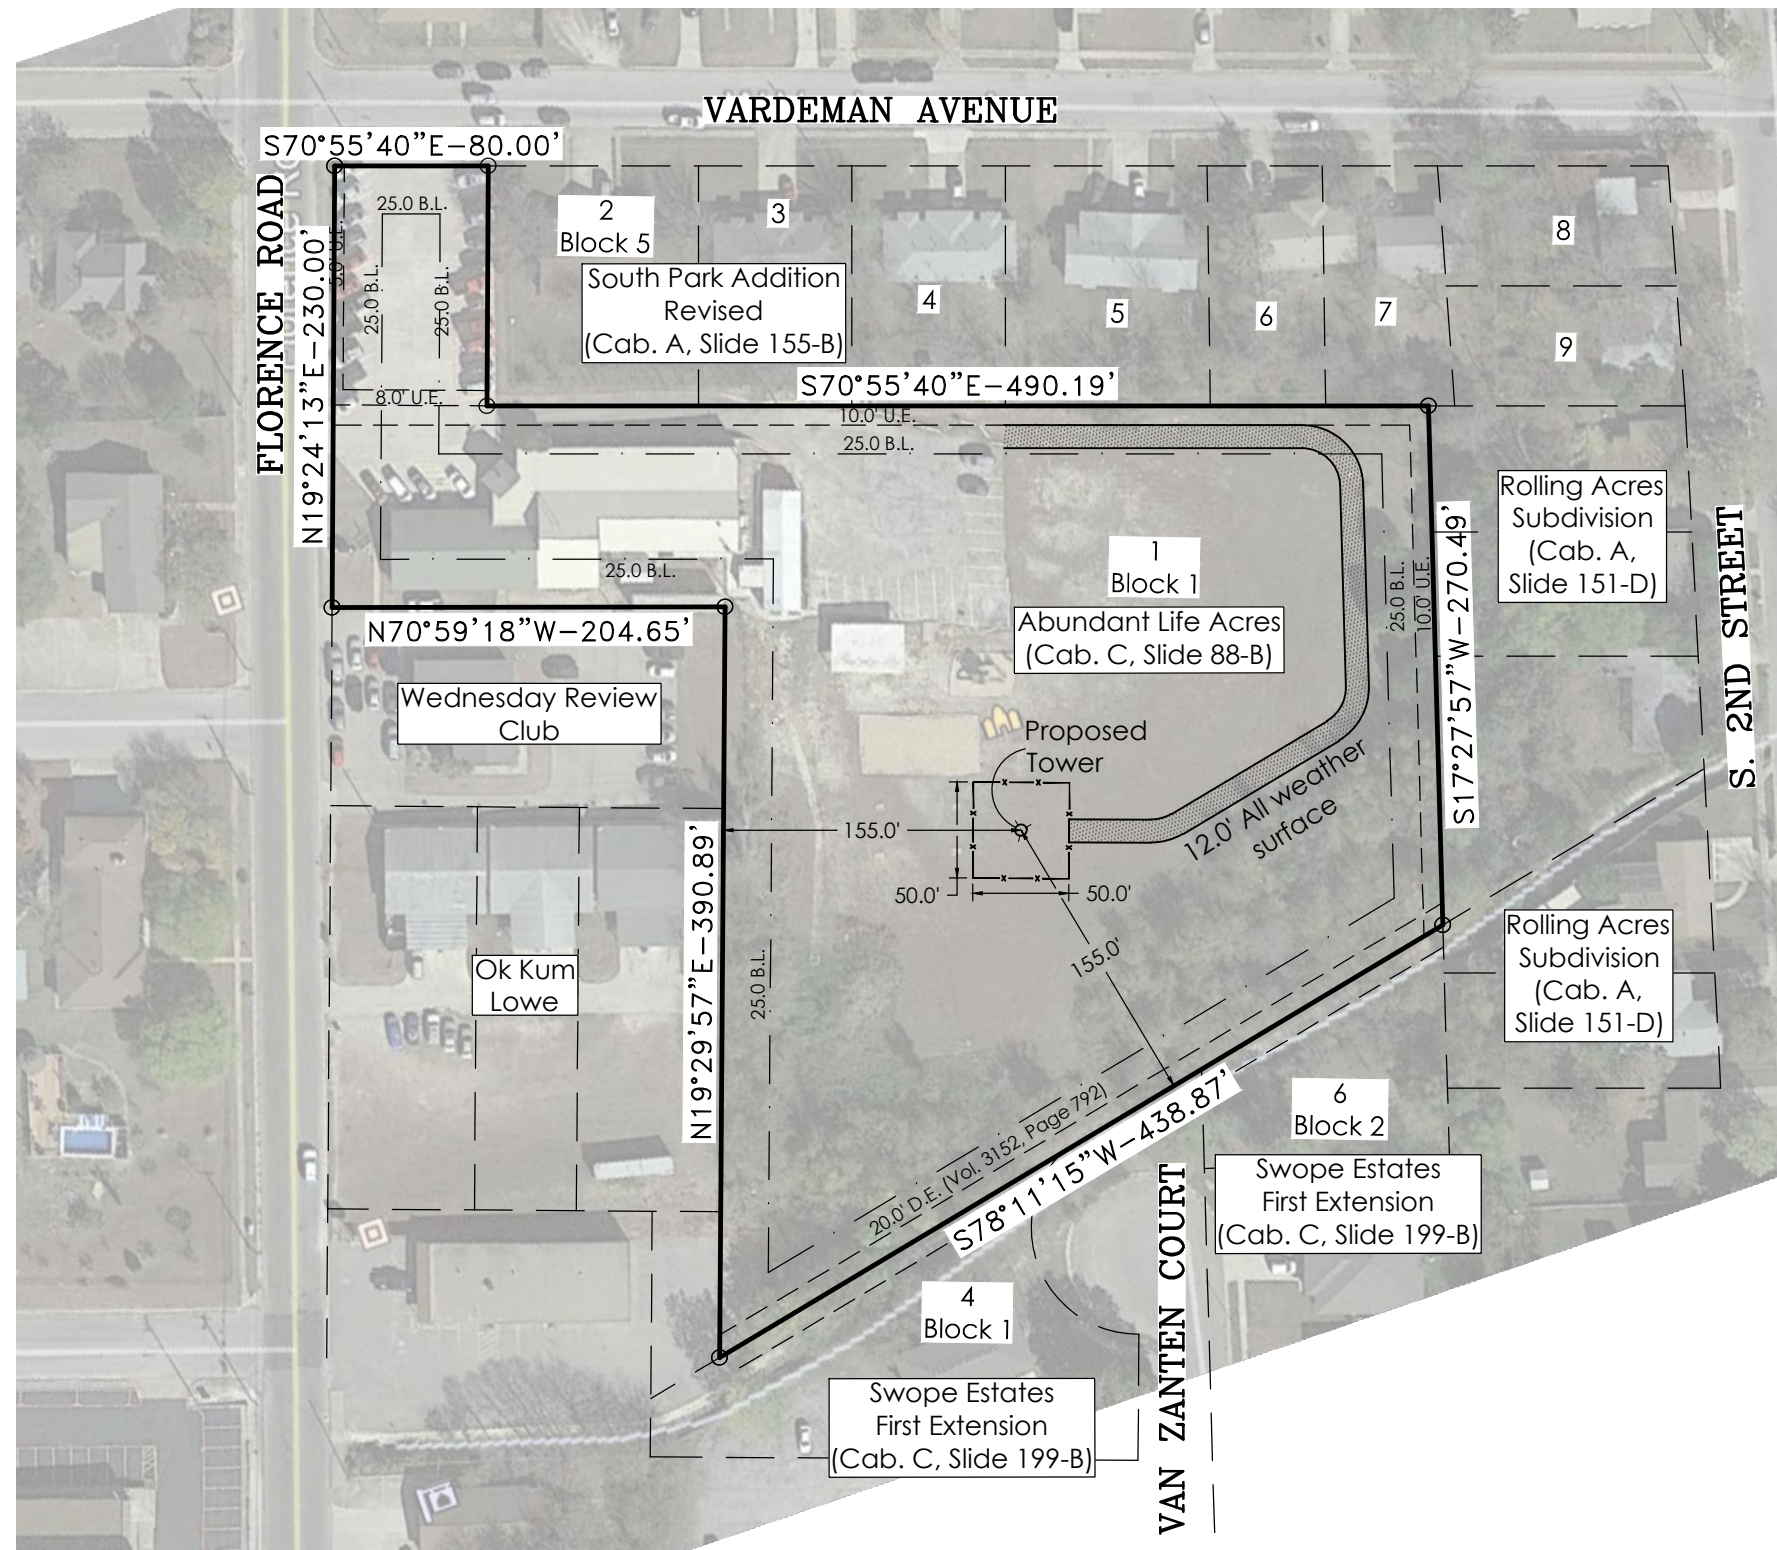 VARDEMAN AVENUE
S70°55'40"E-80.00'
FLORENCE ROAD
N19°24'13"E-230.00'
5.0' U.E.
25.0 B.L.
25.0 B.L.
25.0 B.L.
8.0' U.E.
2
Block 5
3
4
5
6
7
8
9
South Park Addition
Revised
(Cab. A, Slide 155-B)
S70°55'40"E-490.19'
10.0' U.E.
25.0 B.L.
25.0 B.L.
1
Block 1
Abundant Life Acres
(Cab. C, Slide 88-B)
25.0 B.L.
10.0' U.E.
S17°27'57"W-270.49'
Rolling Acres
Subdivision
(Cab. A,
Slide 151-D)
S. 2ND STREET
N70°59'18"W-204.65'
Wednesday Review
Club
Proposed
Tower
12.0' All weather
surface
155.0'
50.0'
50.0'
155.0'
N19°29'57"E-390.89'
25.0 B.L.
Ok Kum
Lowe
Rolling Acres
Subdivision
(Cab. A,
Slide 151-D)
20.0' D.E. (Vol. 3152, Page 792)
S78°11'15"W-438.87'
6
Block 2
Swope Estates
First Extension
(Cab. C, Slide 199-B)
VAN ZANTEN COURT
4
Block 1
Swope Estates
First Extension
(Cab. C, Slide 199-B)